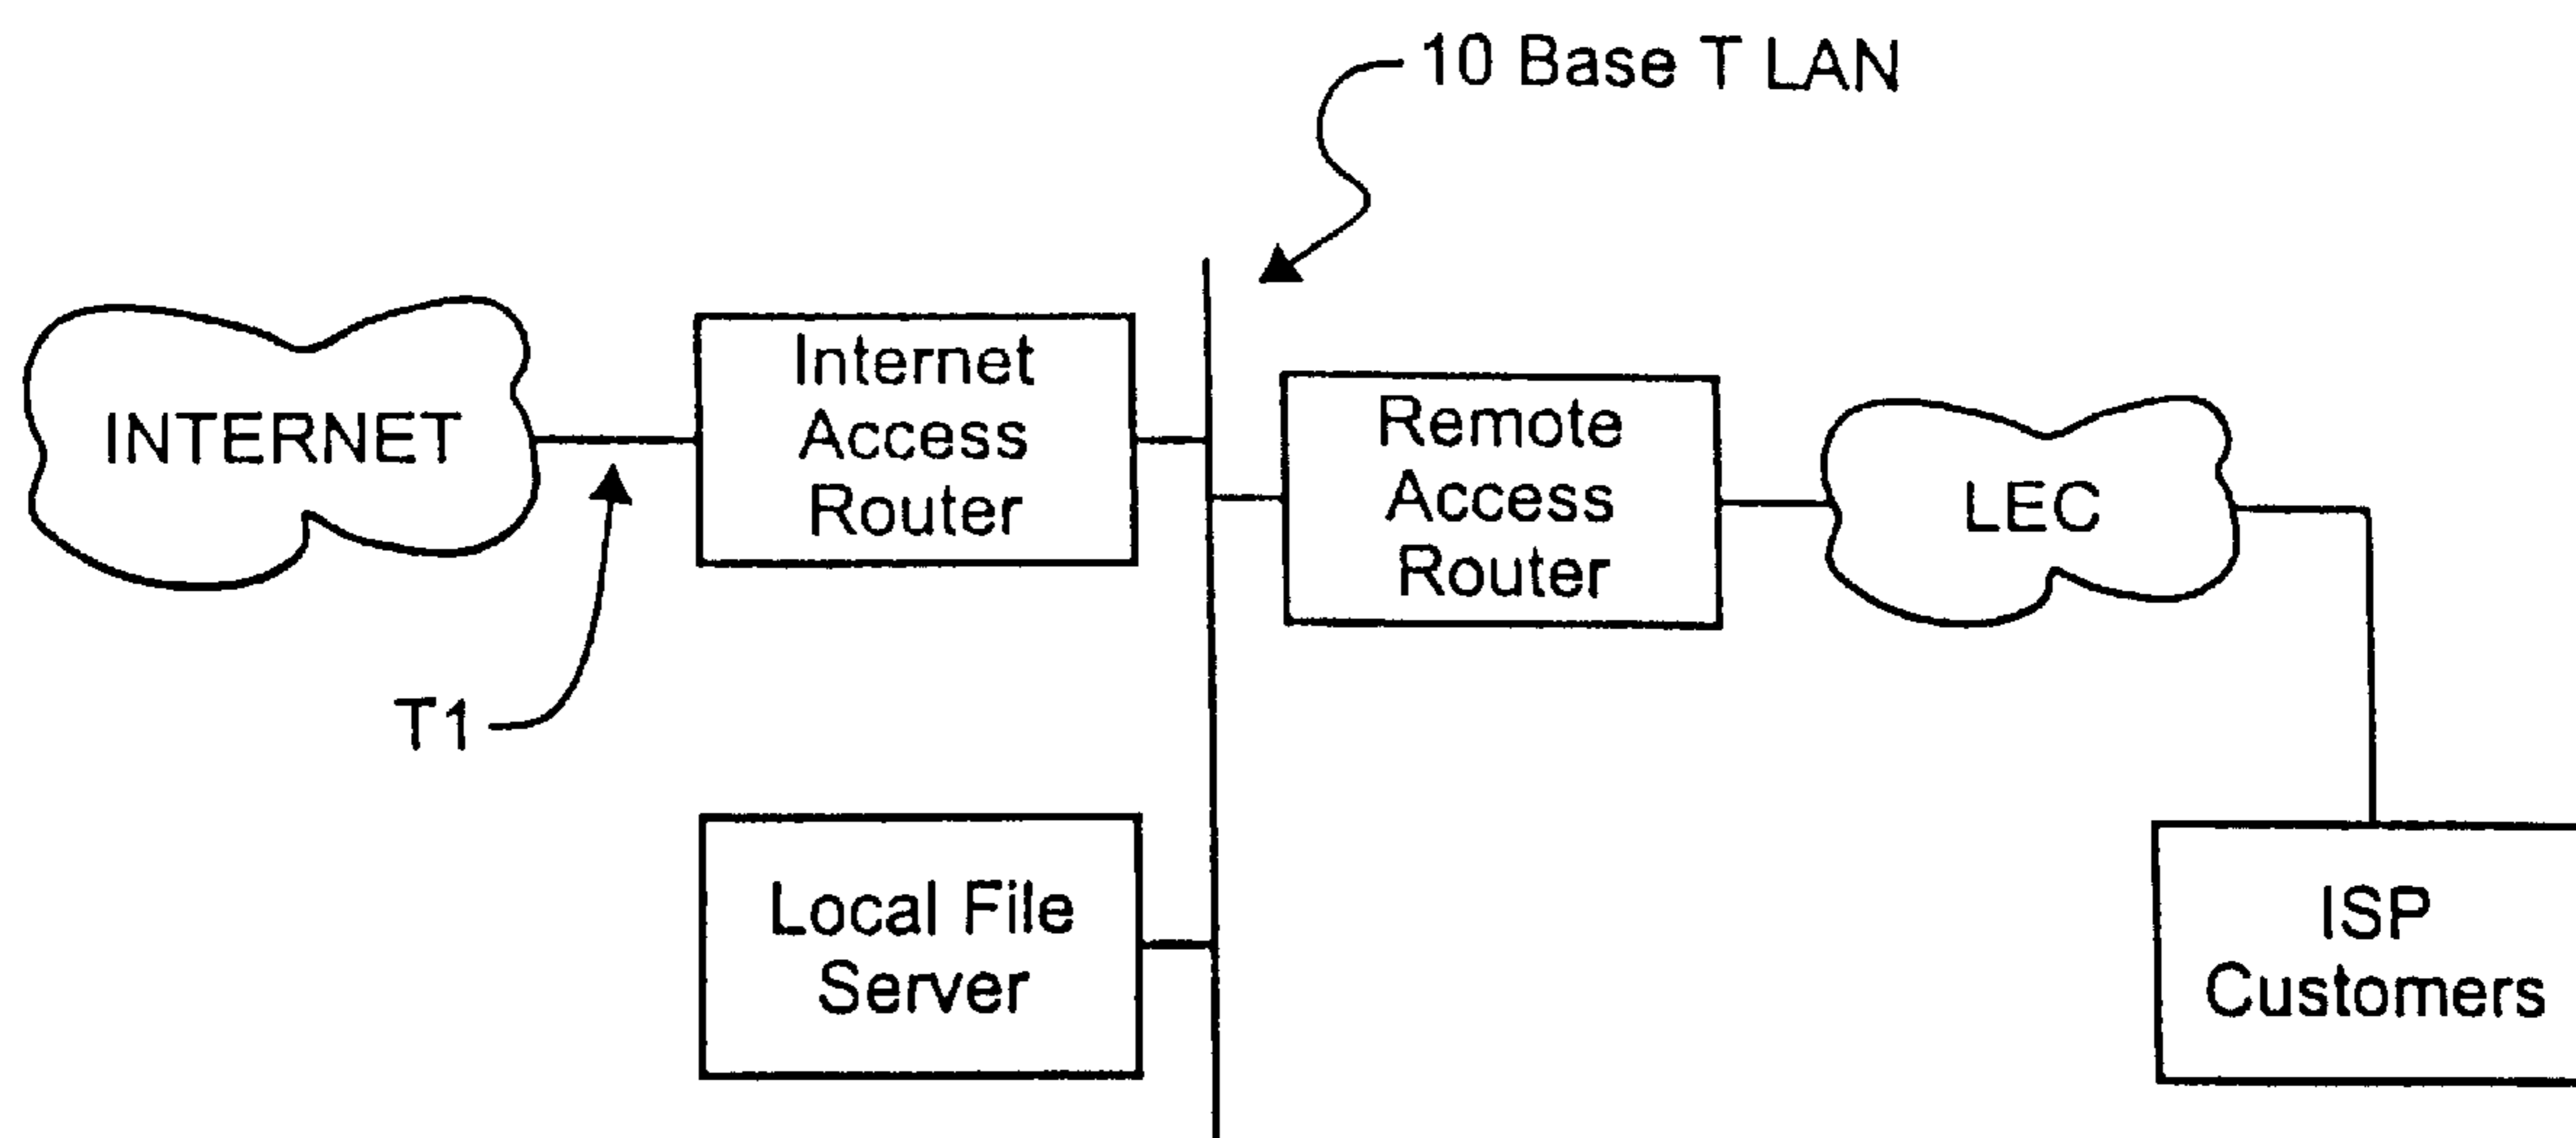 10 Base T LAN
INTERNET
Internet
Access
Router
Remote
Access
Router
LEC
T1
Local File
Server
ISP
Customers